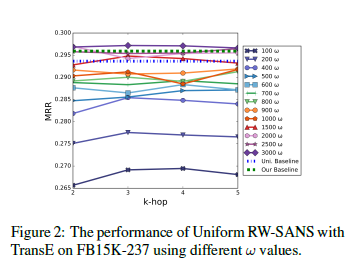 0.300
0.295
0.290
0.285
0.280
0.275
0.270
0.265
MRR
2
3
4
5
k-hop
100 ω
200 ω
400 ω
500 ω
600 ω
700 ω
800 ω
900 ω
1000 ω
1500 ω
2000 ω
2500 ω
3000 ω
Uni. Baseline
Our Baseline
Figure 2: The performance of Uniform RW-SANS with
TransE on FB15K-237 using different ω values.